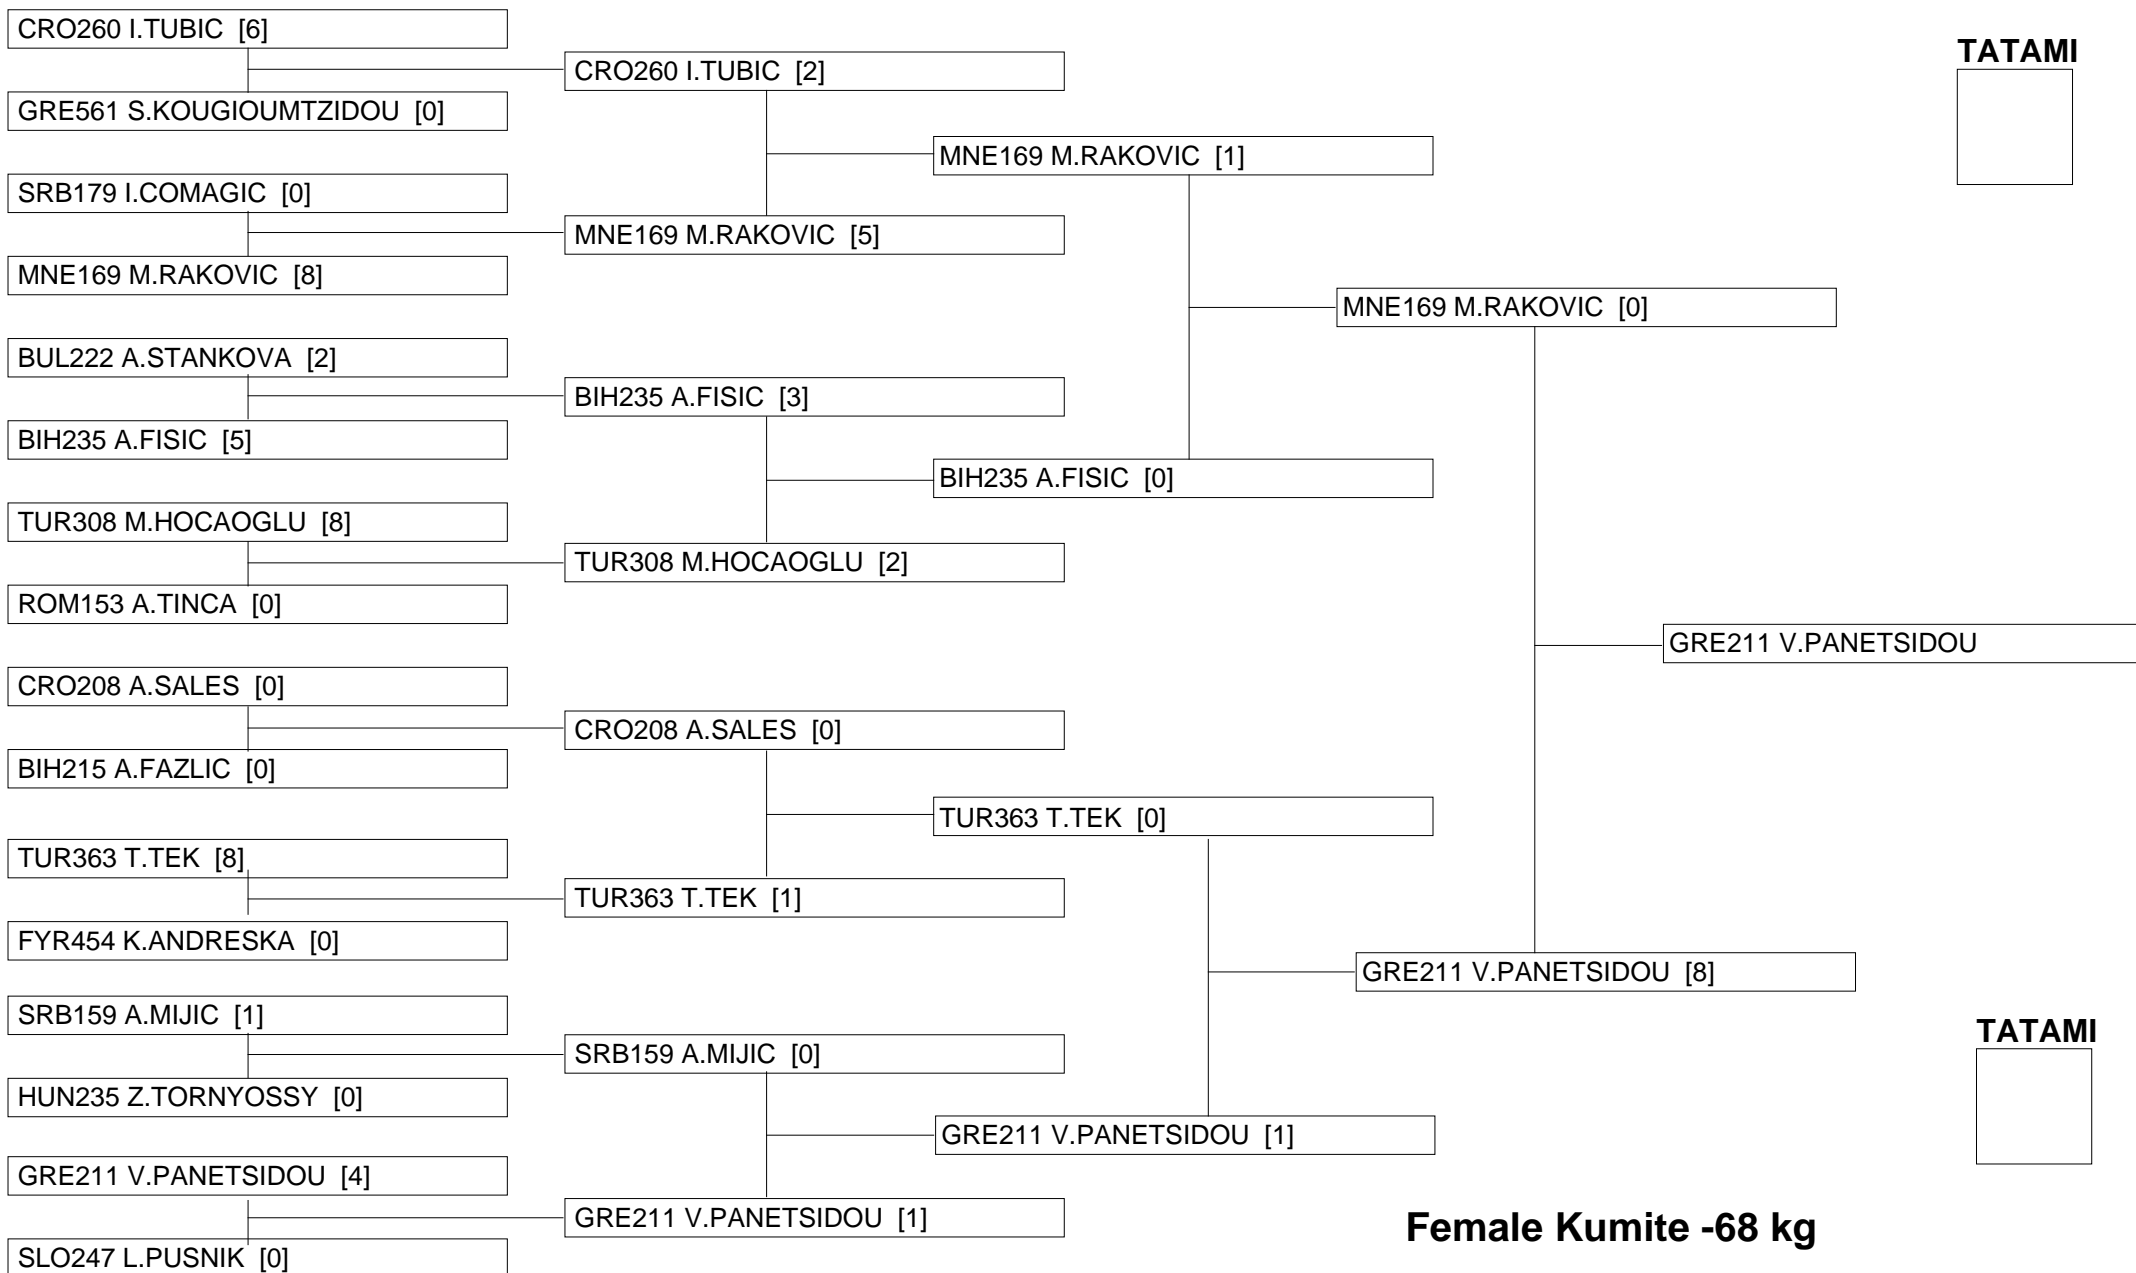 CRO260 I.TUBIC [6]
GRE561 S.KOUGIOUMTZIDOU [0]
SRB179 I.COMAGIC [0]
MNE169 M.RAKOVIC [8]
BUL222 A.STANKOVA [2]
BIH235 A.FISIC [5]
TUR308 M.HOCAOGLU [8]
ROM153 A.TINCA [0]
CRO208 A.SALES [0]
BIH215 A.FAZLIC [0]
TUR363 T.TEK [8]
FYR454 K.ANDRESKA [0]
SRB159 A.MIJIC [1]
HUN235 Z.TORNYOSSY [0]
GRE211 V.PANETSIDOU [4]
SLO247 L.PUSNIK [0]
CRO260 I.TUBIC [2]
MNE169 M.RAKOVIC [5]
BIH235 A.FISIC [3]
TUR308 M.HOCAOGLU [2]
CRO208 A.SALES [0]
TUR363 T.TEK [1]
SRB159 A.MIJIC [0]
GRE211 V.PANETSIDOU [1]
MNE169 M.RAKOVIC [1]
BIH235 A.FISIC [0]
TUR363 T.TEK [0]
GRE211 V.PANETSIDOU [1]
MNE169 M.RAKOVIC [0]
GRE211 V.PANETSIDOU [8]
GRE211 V.PANETSIDOU
TATAMI
TATAMI
Female Kumite -68 kg